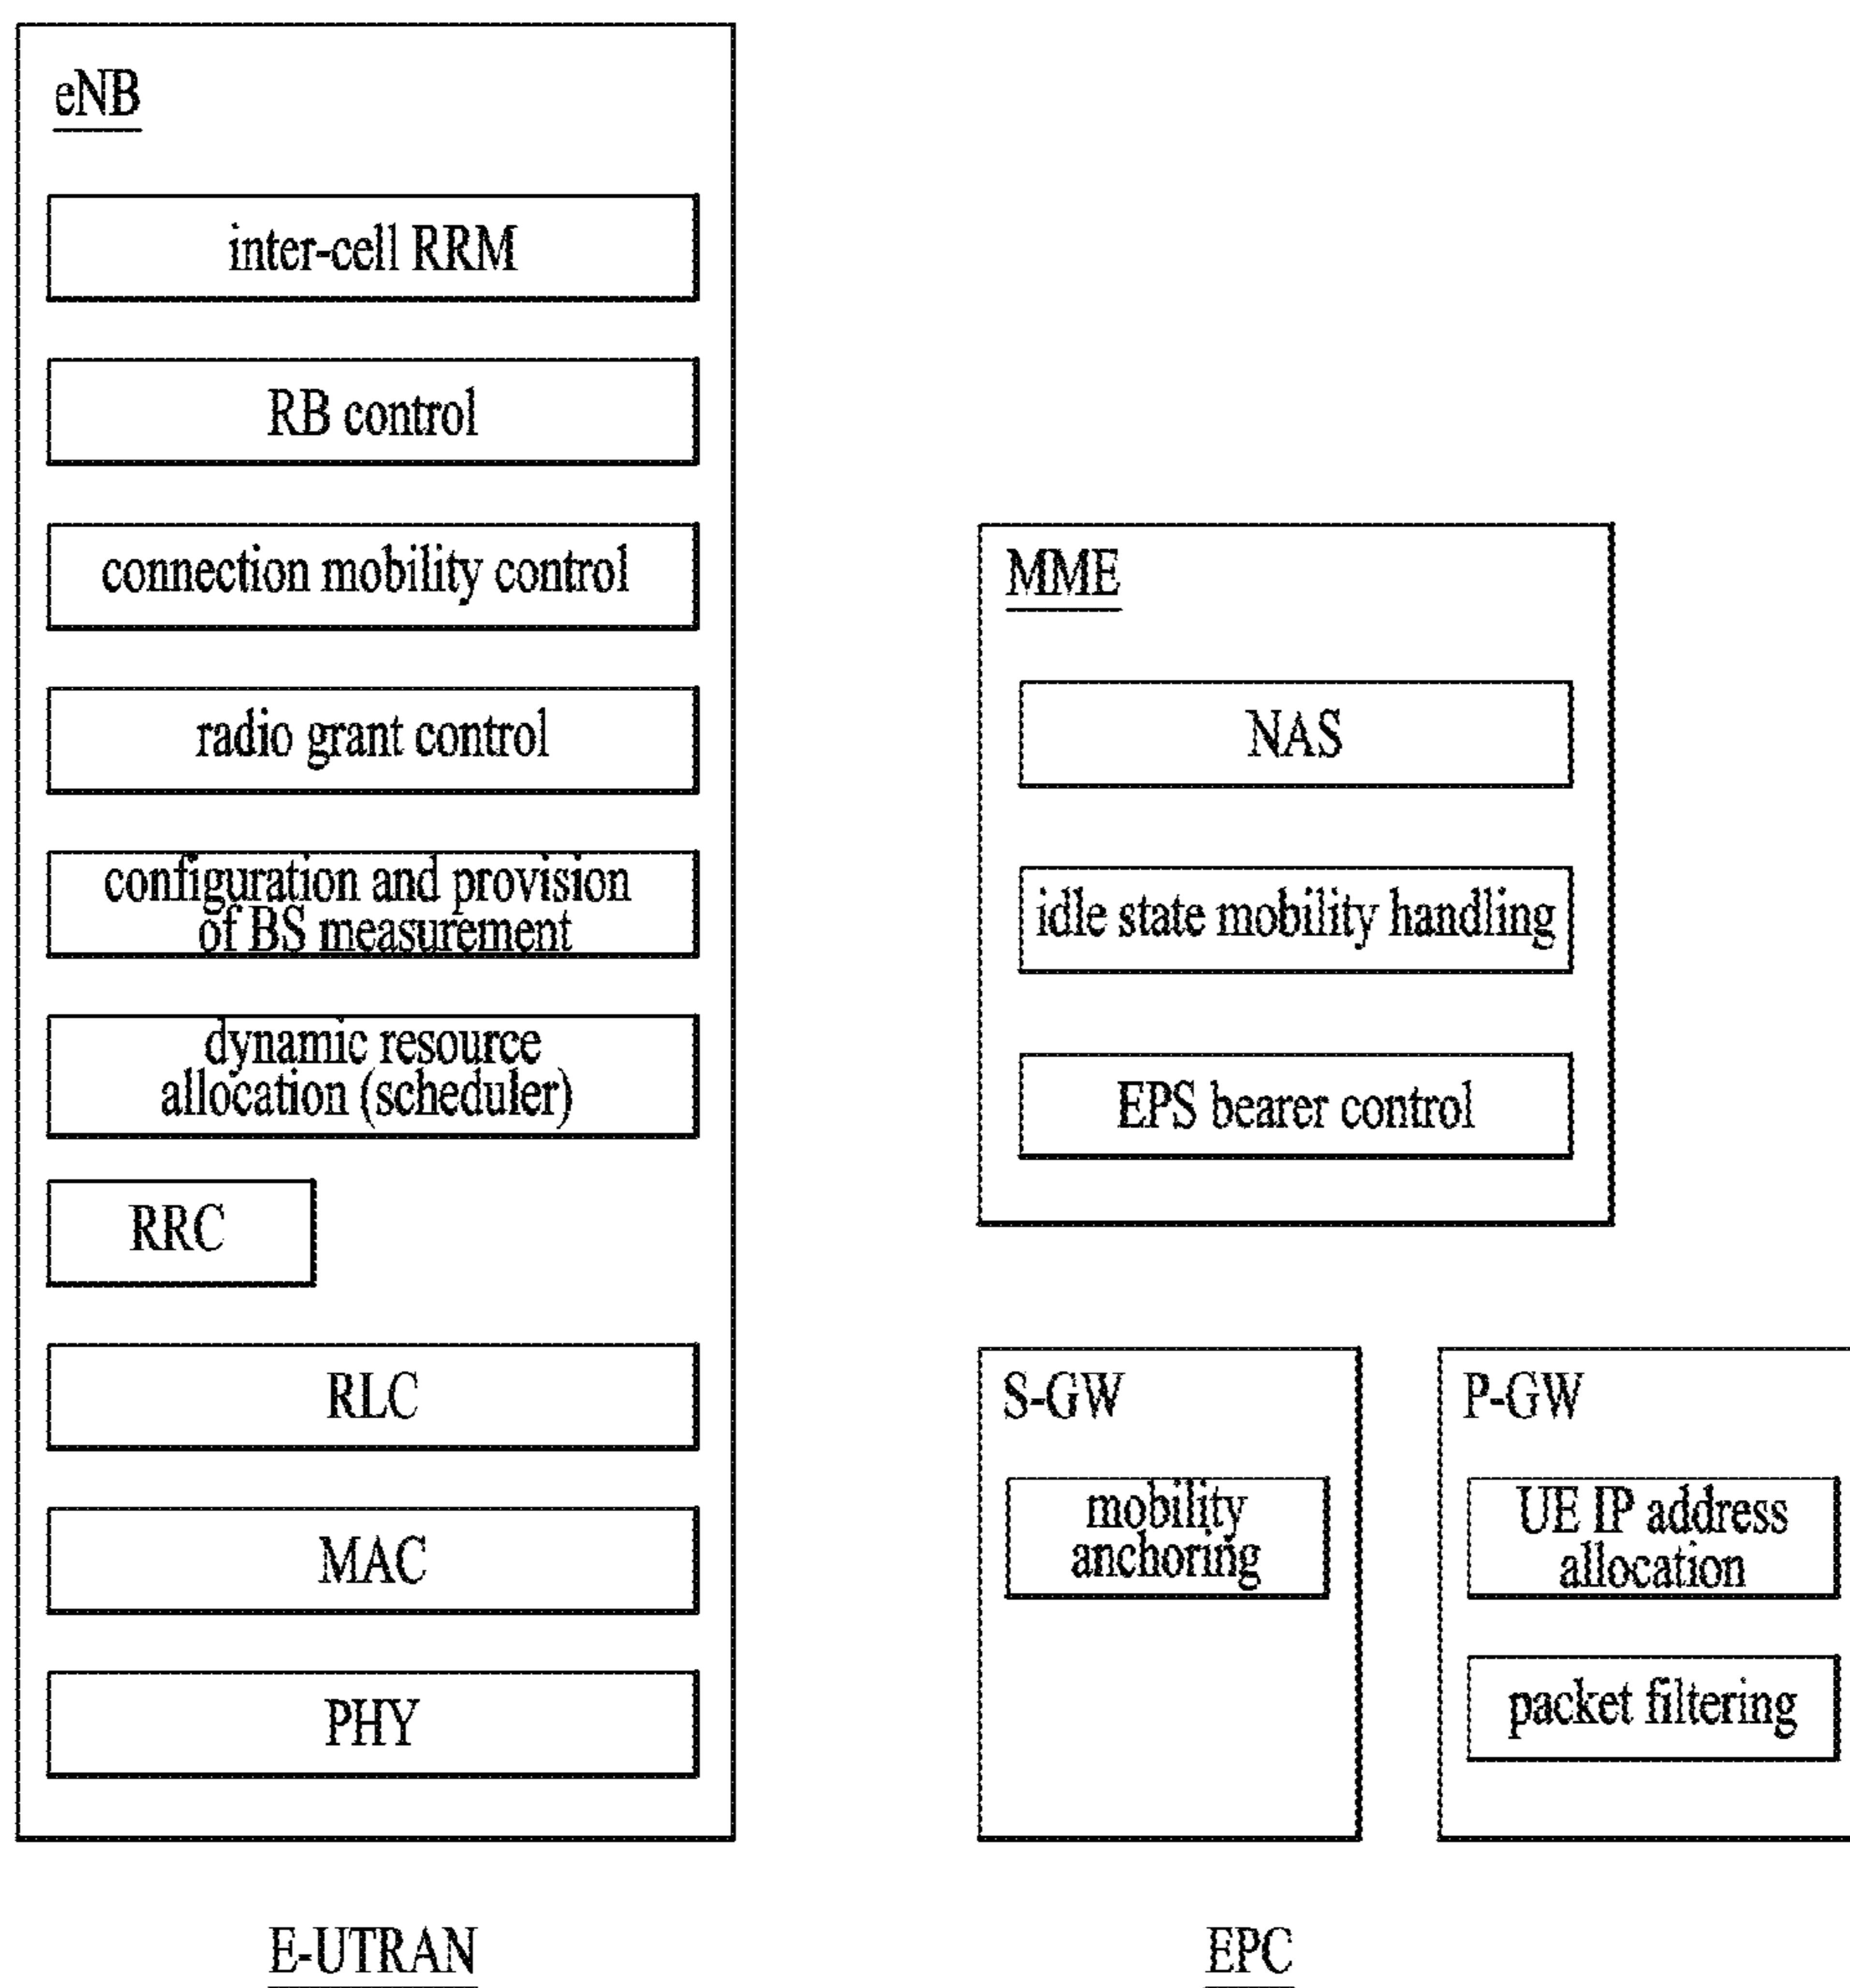 eNB
inter-cell RRM
RB control
connection mobility control
radio grant control
configuration and provision
of BS measurement
dynamic resource
allocation (scheduler)
RRC
RLC
MAC
PHY
E-UTRAN
MME
NAS
idle state mobility handling
EPS bearer control
S-GW
mobility
anchoring
P-GW
UE IP address
allocation
packet filtering
EPC